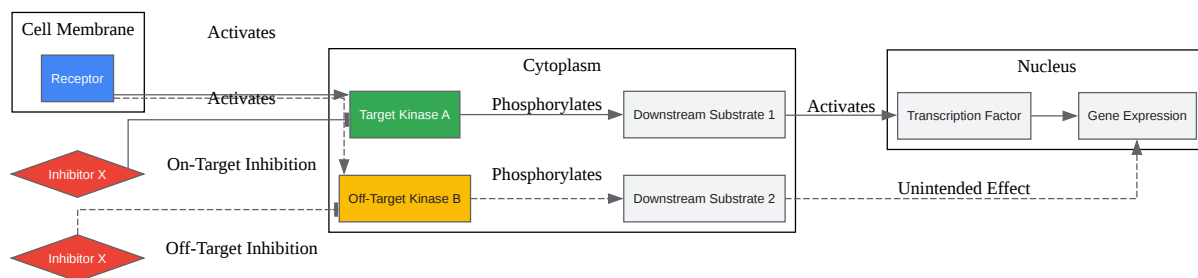 Cell Membrane
Receptor
Activates
Activates
Inhibitor X
On-Target Inhibition
Inhibitor X
Off-Target Inhibition
Cytoplasm
Target Kinase A
Phosphorylates
Downstream Substrate 1
Off-Target Kinase B
Phosphorylates
Downstream Substrate 2
Activates
Nucleus
Transcription Factor
Gene Expression
Unintended Effect